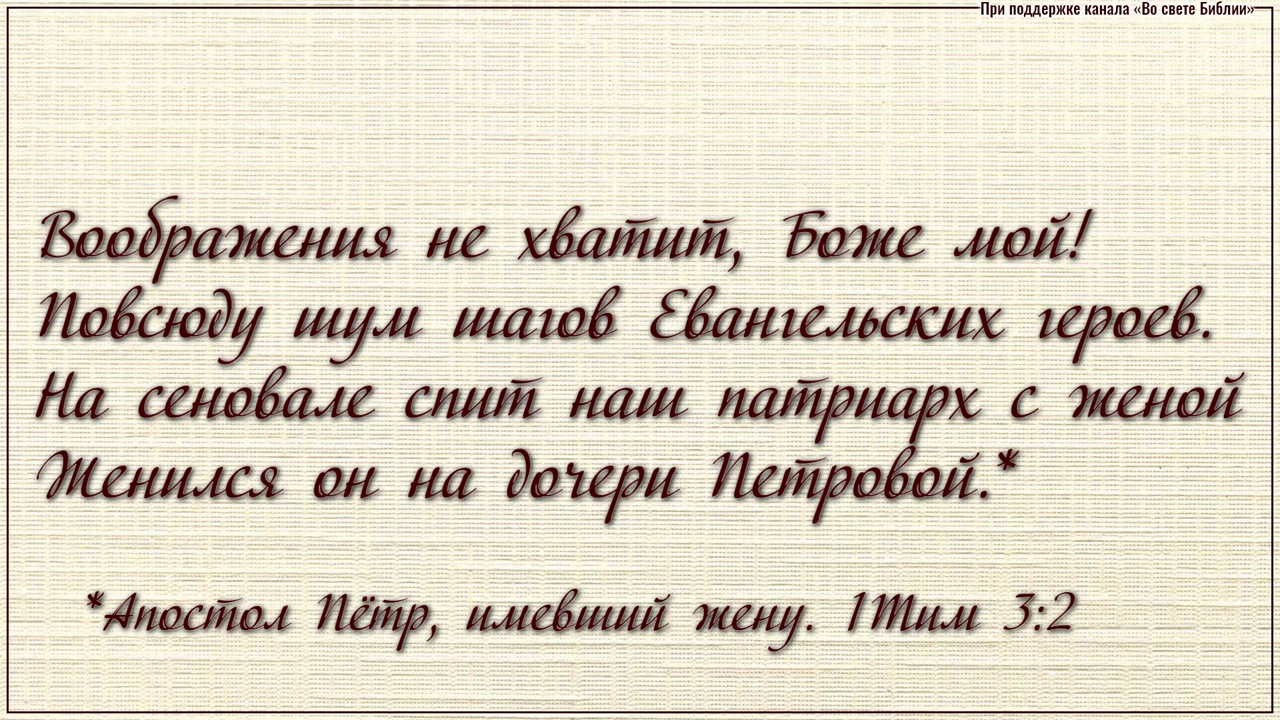 При поддержке канала «Во свете Библии»
Воображения не хватит, Боже мой!
Повсюду шум шагов Евангельских героев.
На сеновале спит наш патриарх с женой
Женился он на дочери Петровой.*
*Апостол Пётр, имевший жену. 1Тим 3:2